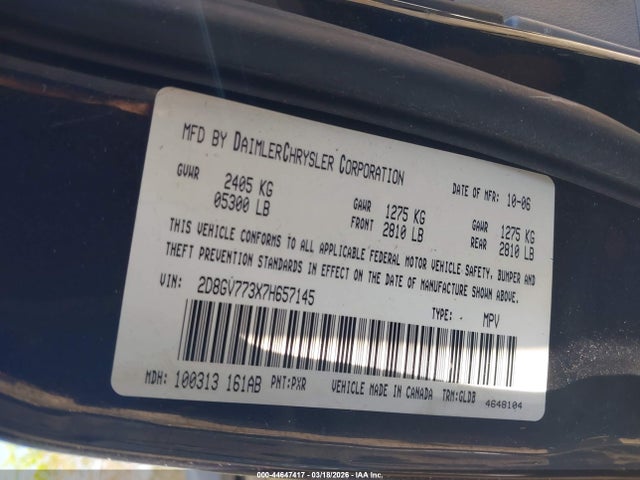 MFD BY DAIMLERCHRYSLER CORPORATION
DATE OF MFR: 10-06
GVWR 2405 KG
05300 LB
GAWR FRONT 1275 KG
2810 LB
GAWR REAR 1275 KG
2810 LB
THIS VEHICLE CONFORMS TO ALL APPLICABLE FEDERAL MOTOR VEHICLE SAFETY, BUMPER AND
THEFT PREVENTION STANDARDS IN EFFECT ON THE DATE OF MANUFACTURE SHOWN ABOVE.
VIN: 2D8GV773X7H657145
TYPE: MPV
MDH: 100313 161AB PNT:PXR VEHICLE MADE IN CANADA TRM:GLDB
4648104
000-44647417 - 03/18/2026 - IAA Inc.